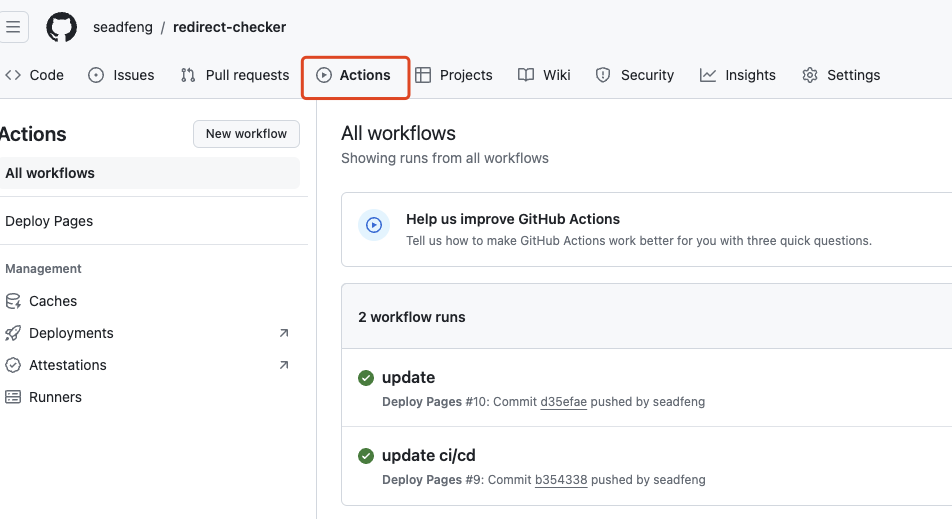 seadfeng / redirect-checker
Code Issues Pull requests Actions Projects Wiki Security Insights Settings
Actions
New workflow
All workflows
Deploy Pages
Management
Caches
Deployments
Attestations
Runners
All workflows
Showing runs from all workflows
Help us improve GitHub Actions
Tell us how to make GitHub Actions work better for you with three quick questions.
2 workflow runs
update
Deploy Pages #10: Commit d35efae pushed by seadfeng
update ci/cd
Deploy Pages #9: Commit b354338 pushed by seadfeng